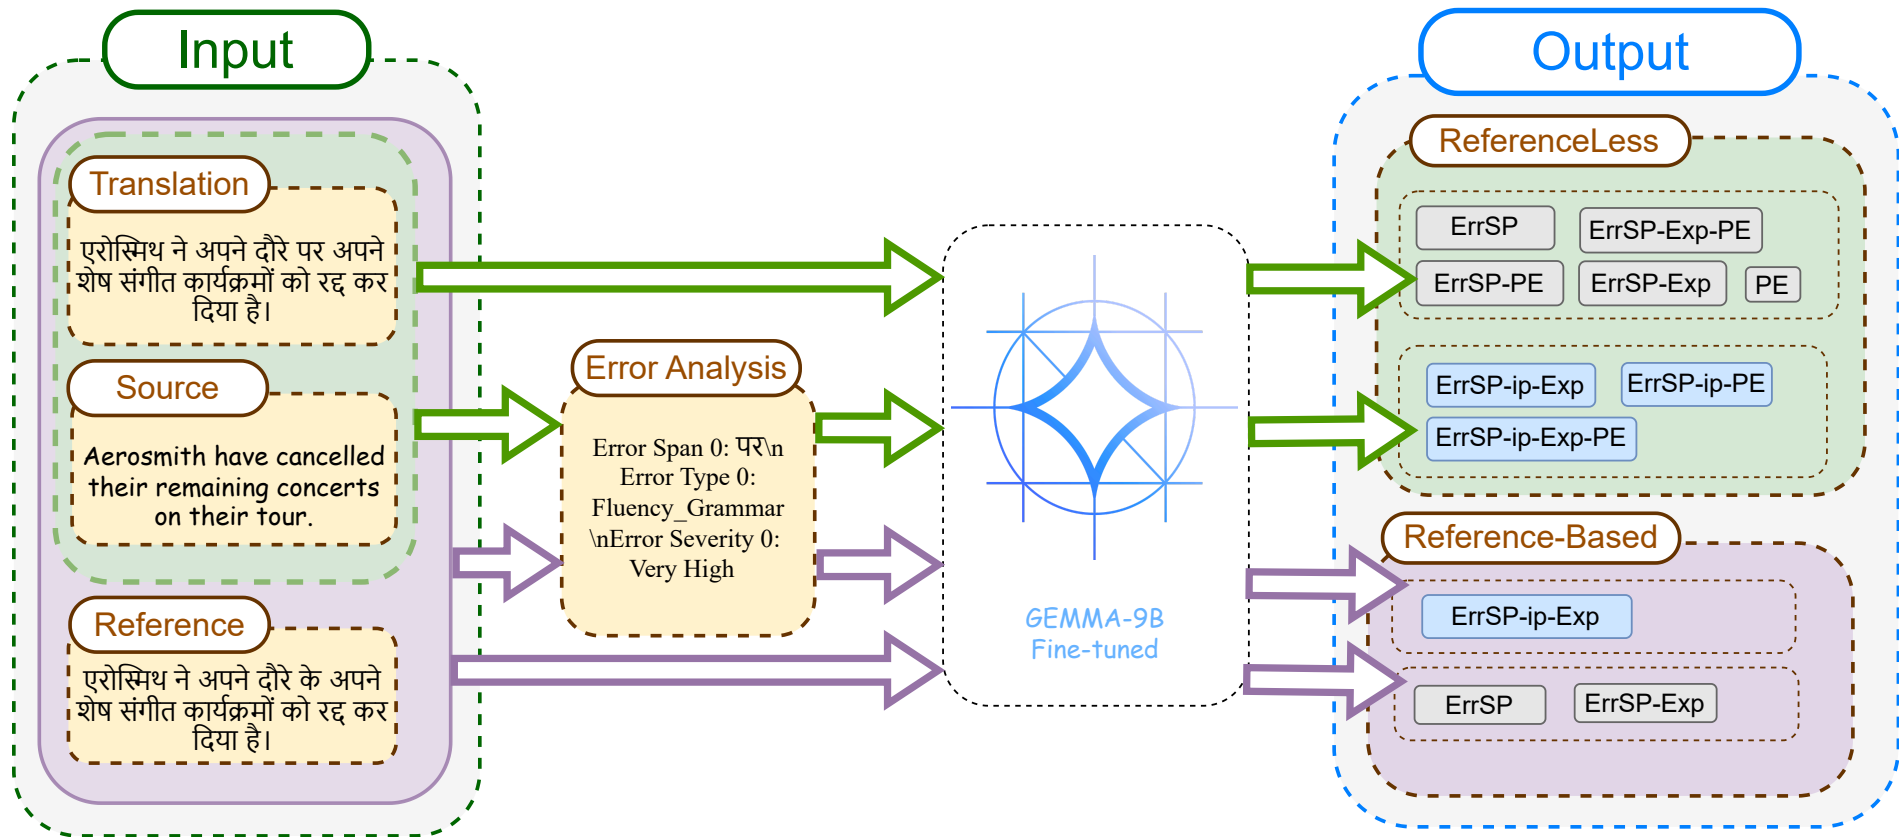 Input
Translation
एरोस्मिथ ने अपने दौरे पर अपने
शेष संगीत कार्यक्रमों को रद्द कर
दिया है।
Source
Aerosmith have cancelled
their remaining concerts
on their tour.
Reference
एरोस्मिथ ने अपने दौरे के अपने
शेष संगीत कार्यक्रमों को रद्द कर
दिया है।
Error Analysis
Error Span 0: पर\n
Error Type 0:
Fluency_Grammar
\nError Severity 0:
Very High
GEMMA-9B
Fine-tuned
Output
ReferenceLess
ErrSP
ErrSP-Exp-PE
ErrSP-PE
ErrSP-Exp
PE
ErrSP-ip-Exp
ErrSP-ip-PE
ErrSP-ip-Exp-PE
Reference-Based
ErrSP-ip-Exp
ErrSP
ErrSP-Exp